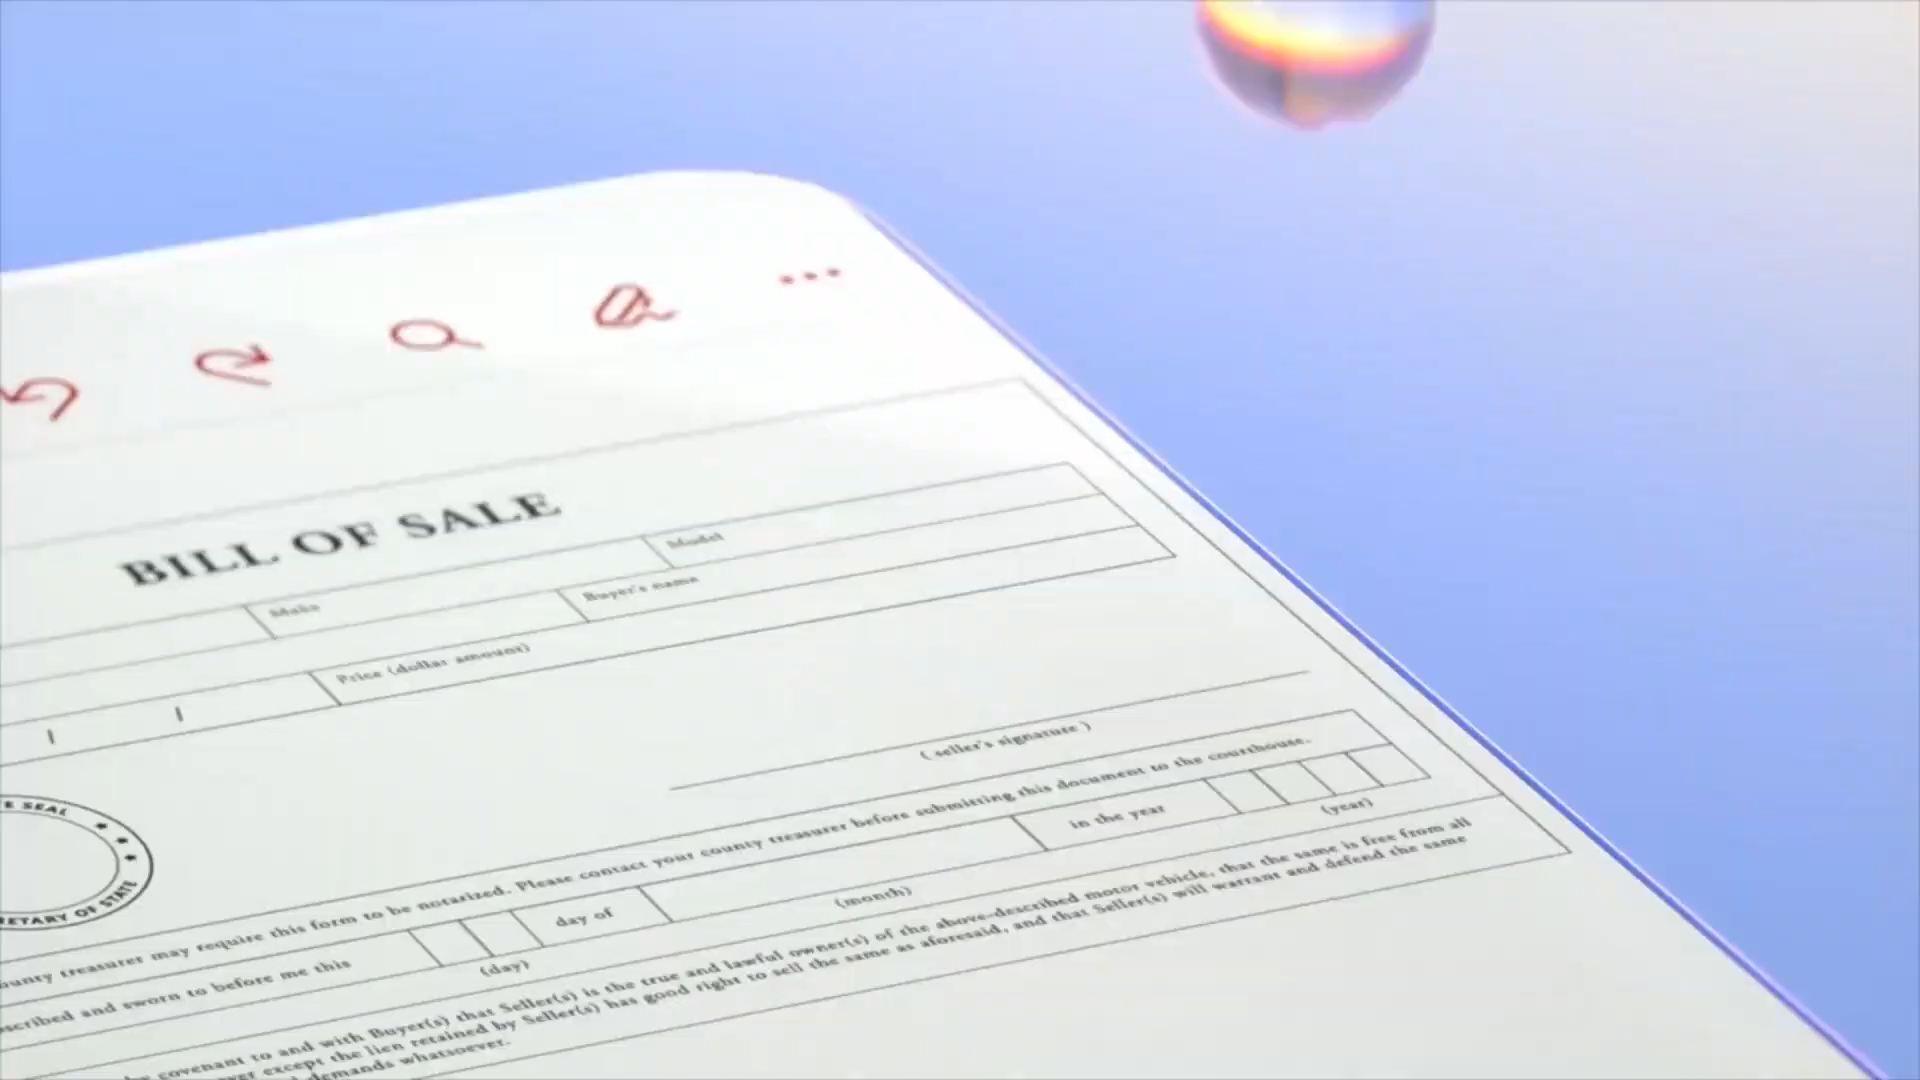 BILL OF SALE
Make
Model
Buyer's name
/ / Price (dollar amount)
( seller's signature )
E SEAL
RETARY OF STATE
ounty treasurer may require this form to be notarized. Please contact your county treasurer before submitting this document to the courthouse.
scribed and sworn to before me this
day of
in the year
(day)
(month)
(year)
by covenant to and with Buyer(s) that Seller(s) is the true and lawful owner(s) of the above-described motor vehicle, that the same is free from all
ver except the lien retained by Seller(s) has good right to sell the same as aforesaid, and that Seller(s) will warrant and defend the same
demands whatsoever.